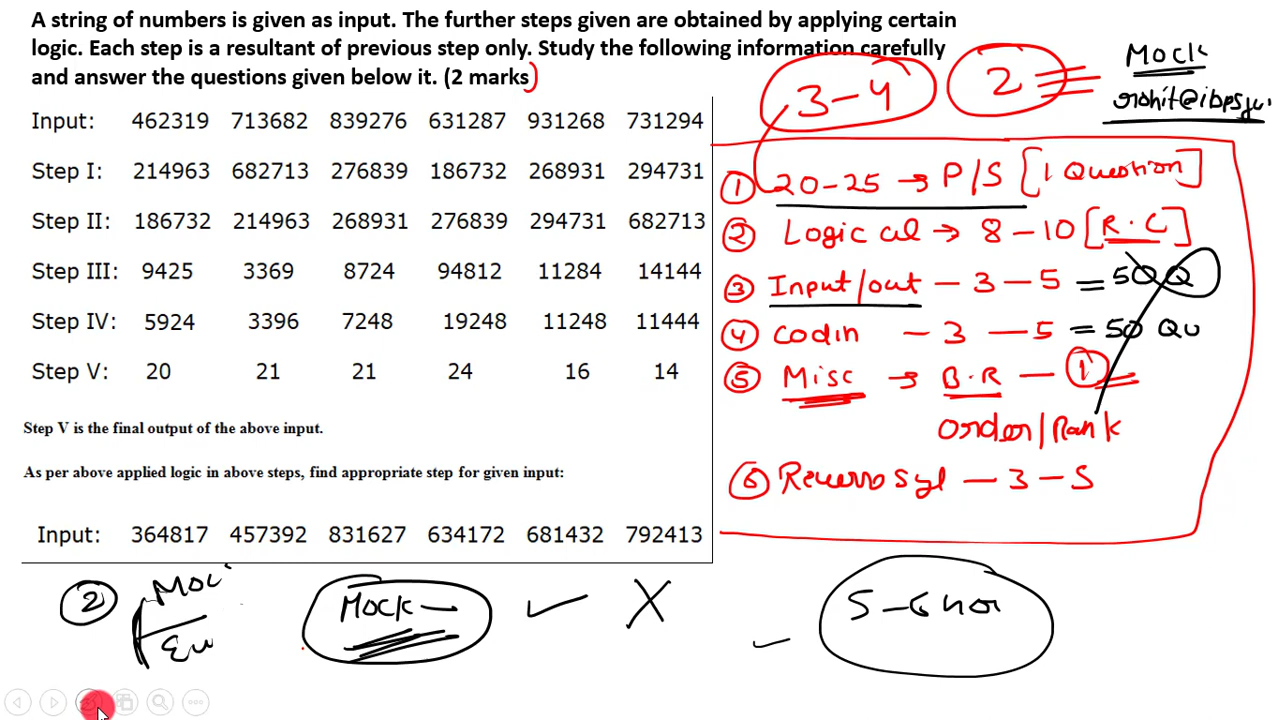 A string of numbers is given as input. The further steps given are obtained by applying certain
logic. Each step is a resultant of previous step only. Study the following information carefully
and answer the questions given below it. (2 marks)
3-4
2
Mock
Input: 462319 713682 839276 631287 931268 731294
Step I: 214963 682713 276839 186732 268931 294731
Step II: 186732 214963 268931 276839 294731 682713
Step III: 9425 3369 8724 94812 11284 14144
Step IV: 5924 3396 7248 19248 11248 11444
Step V: 20 21 21 24 16 14
Step V is the final output of the above input.
As per above applied logic in above steps, find appropriate step for given input:
Input: 364817 457392 831627 634172 681432 792413
① 20-25 → P/S [1 Question]
② Logical → 8-10 [R.C]
③ Input/out - 3-5 = 50 Q
④ Codin - 3 - 5 = 50 Qu
⑤ Misc → B.R - ①
Order/Rank
⑥ - 3-5
② Moc
Mock